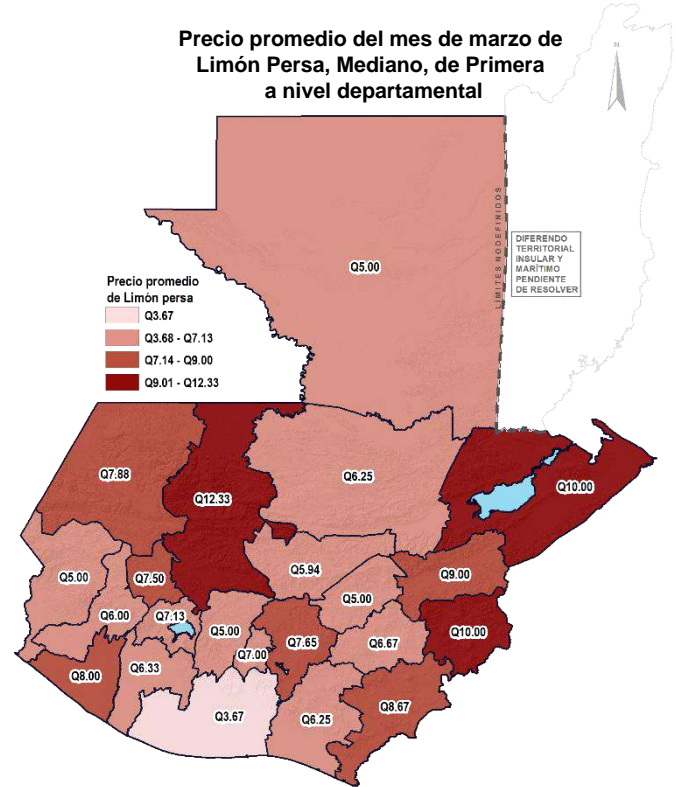 Precio promedio del mes de marzo de
Limón Persa, Mediano, de Primera
a nivel departamental
N
LÍMITES NO DEFINIDOS
DIFERENDO
TERRITORIAL
INSULAR Y
MARÍTIMO
PENDIENTE
DE RESOLVER
Q5.00
Precio promedio
de Limón persa
Q3.67
Q3.68 - Q7.13
Q7.14 - Q9.00
Q9.01 - Q12.33
Q7.88
Q12.33
Q6.25
Q10.00
Q5.00
Q7.50
Q5.94
Q9.00
Q5.00
Q6.00
Q7.13
Q5.00
Q7.00
Q7.65
Q6.67
Q10.00
Q8.00
Q6.33
Q3.67
Q6.25
Q8.67